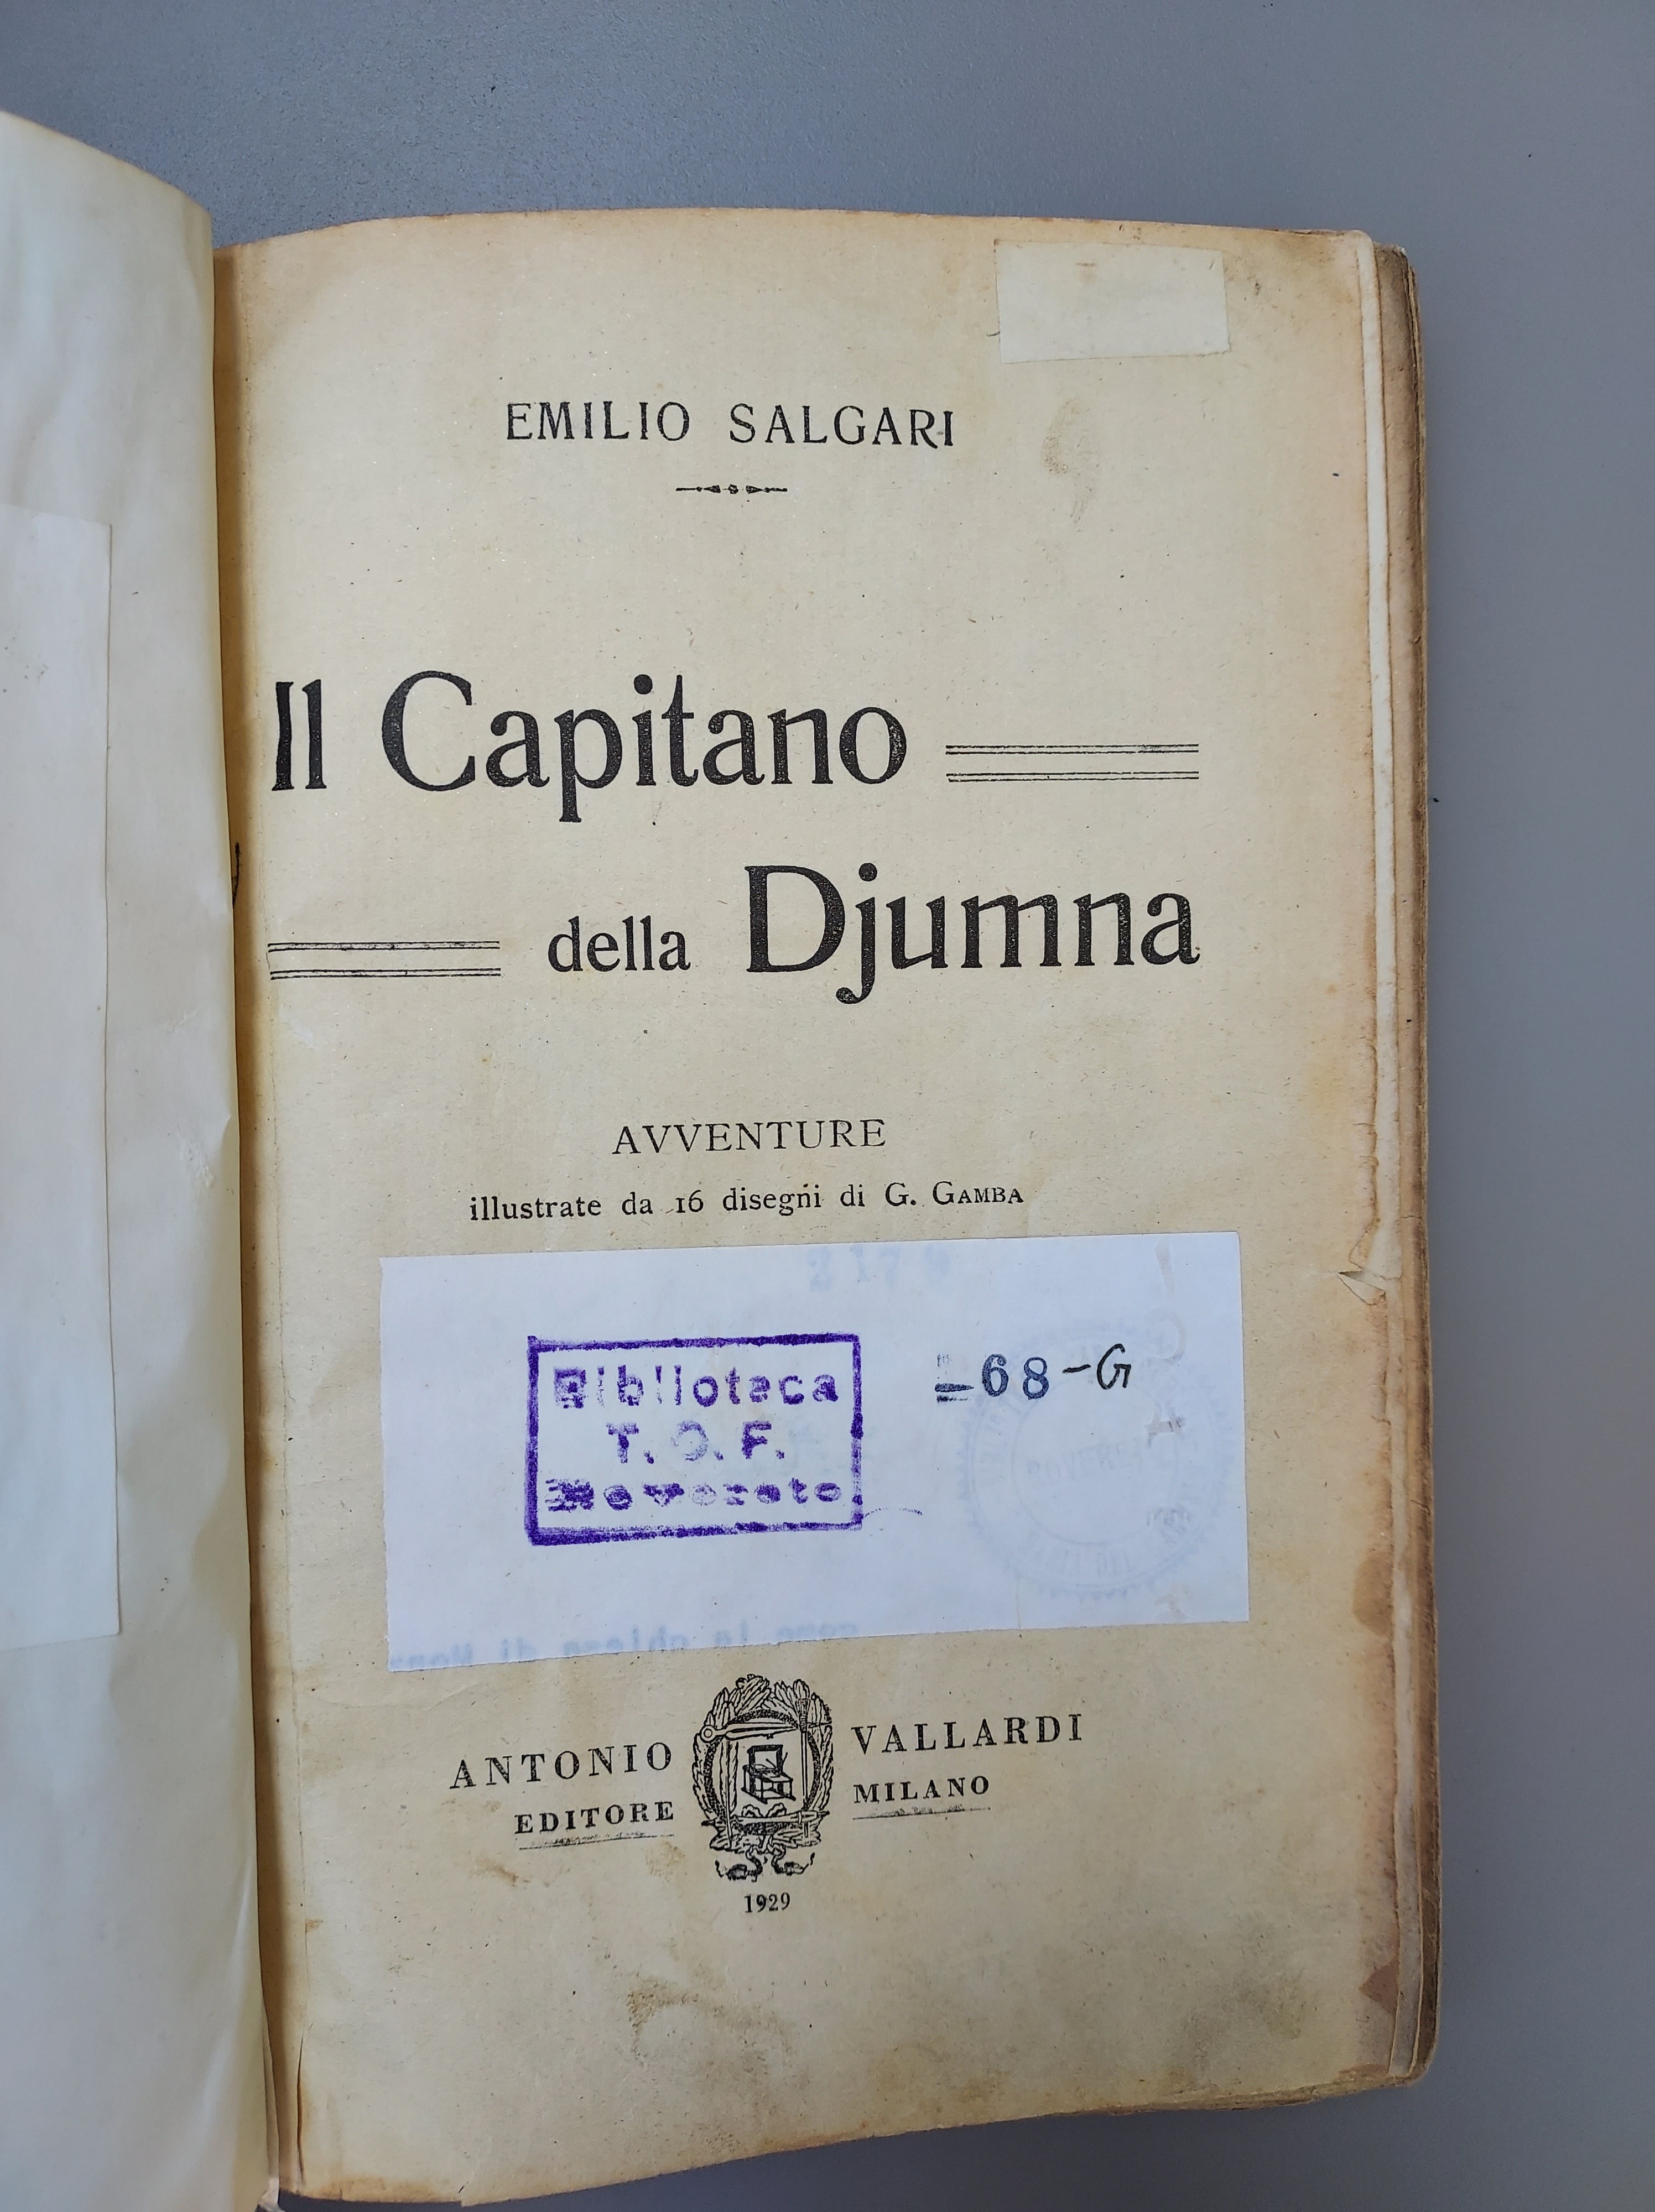 EMILIO SALGARI
Il Capitano
della Djumna
AVVENTURE
illustrate da 16 disegni di G. GAMBA
Biblioteca
T. O. F.
68-G
ANTONIO VALLARDI
EDITORE MILANO
1929